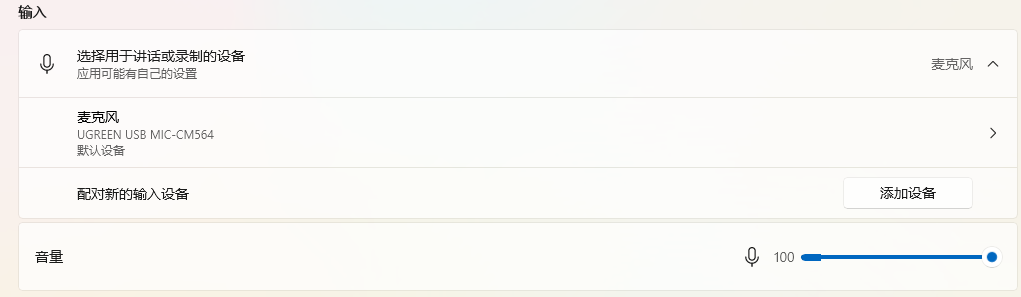 输入
选择用于讲话或录制的设备
应用可能有自己的设置
麦克风
麦克风
UGREEN USB MIC-CM564
默认设备
配对新的输入设备
添加设备
音量
100